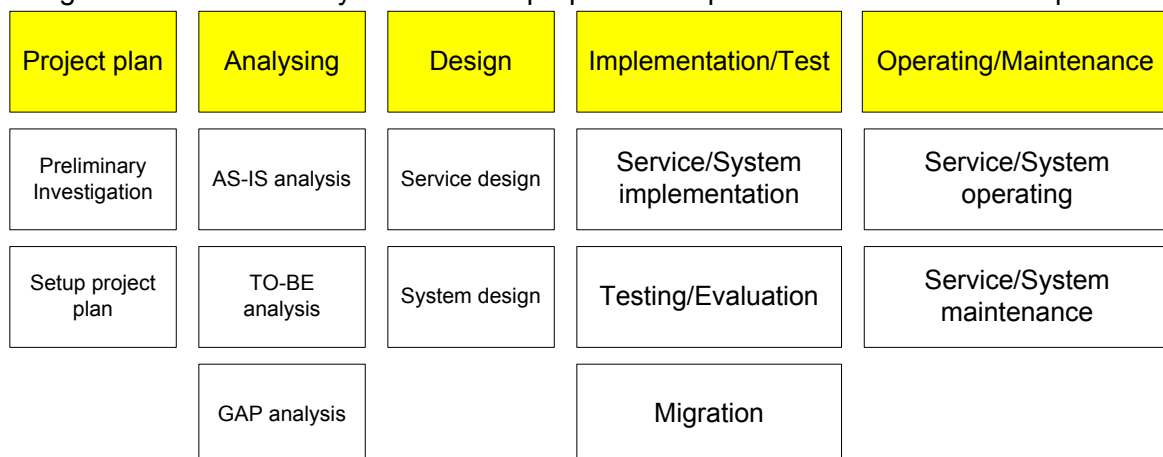 Project plan
Analysing
Design
Implementation/Test
Operating/Maintenance
Preliminary
Investigation
AS-IS analysis
Service design
Service/System
implementation
Service/System
operating
Setup project
plan
TO-BE
analysis
System design
Testing/Evaluation
Service/System
maintenance
GAP analysis
Migration